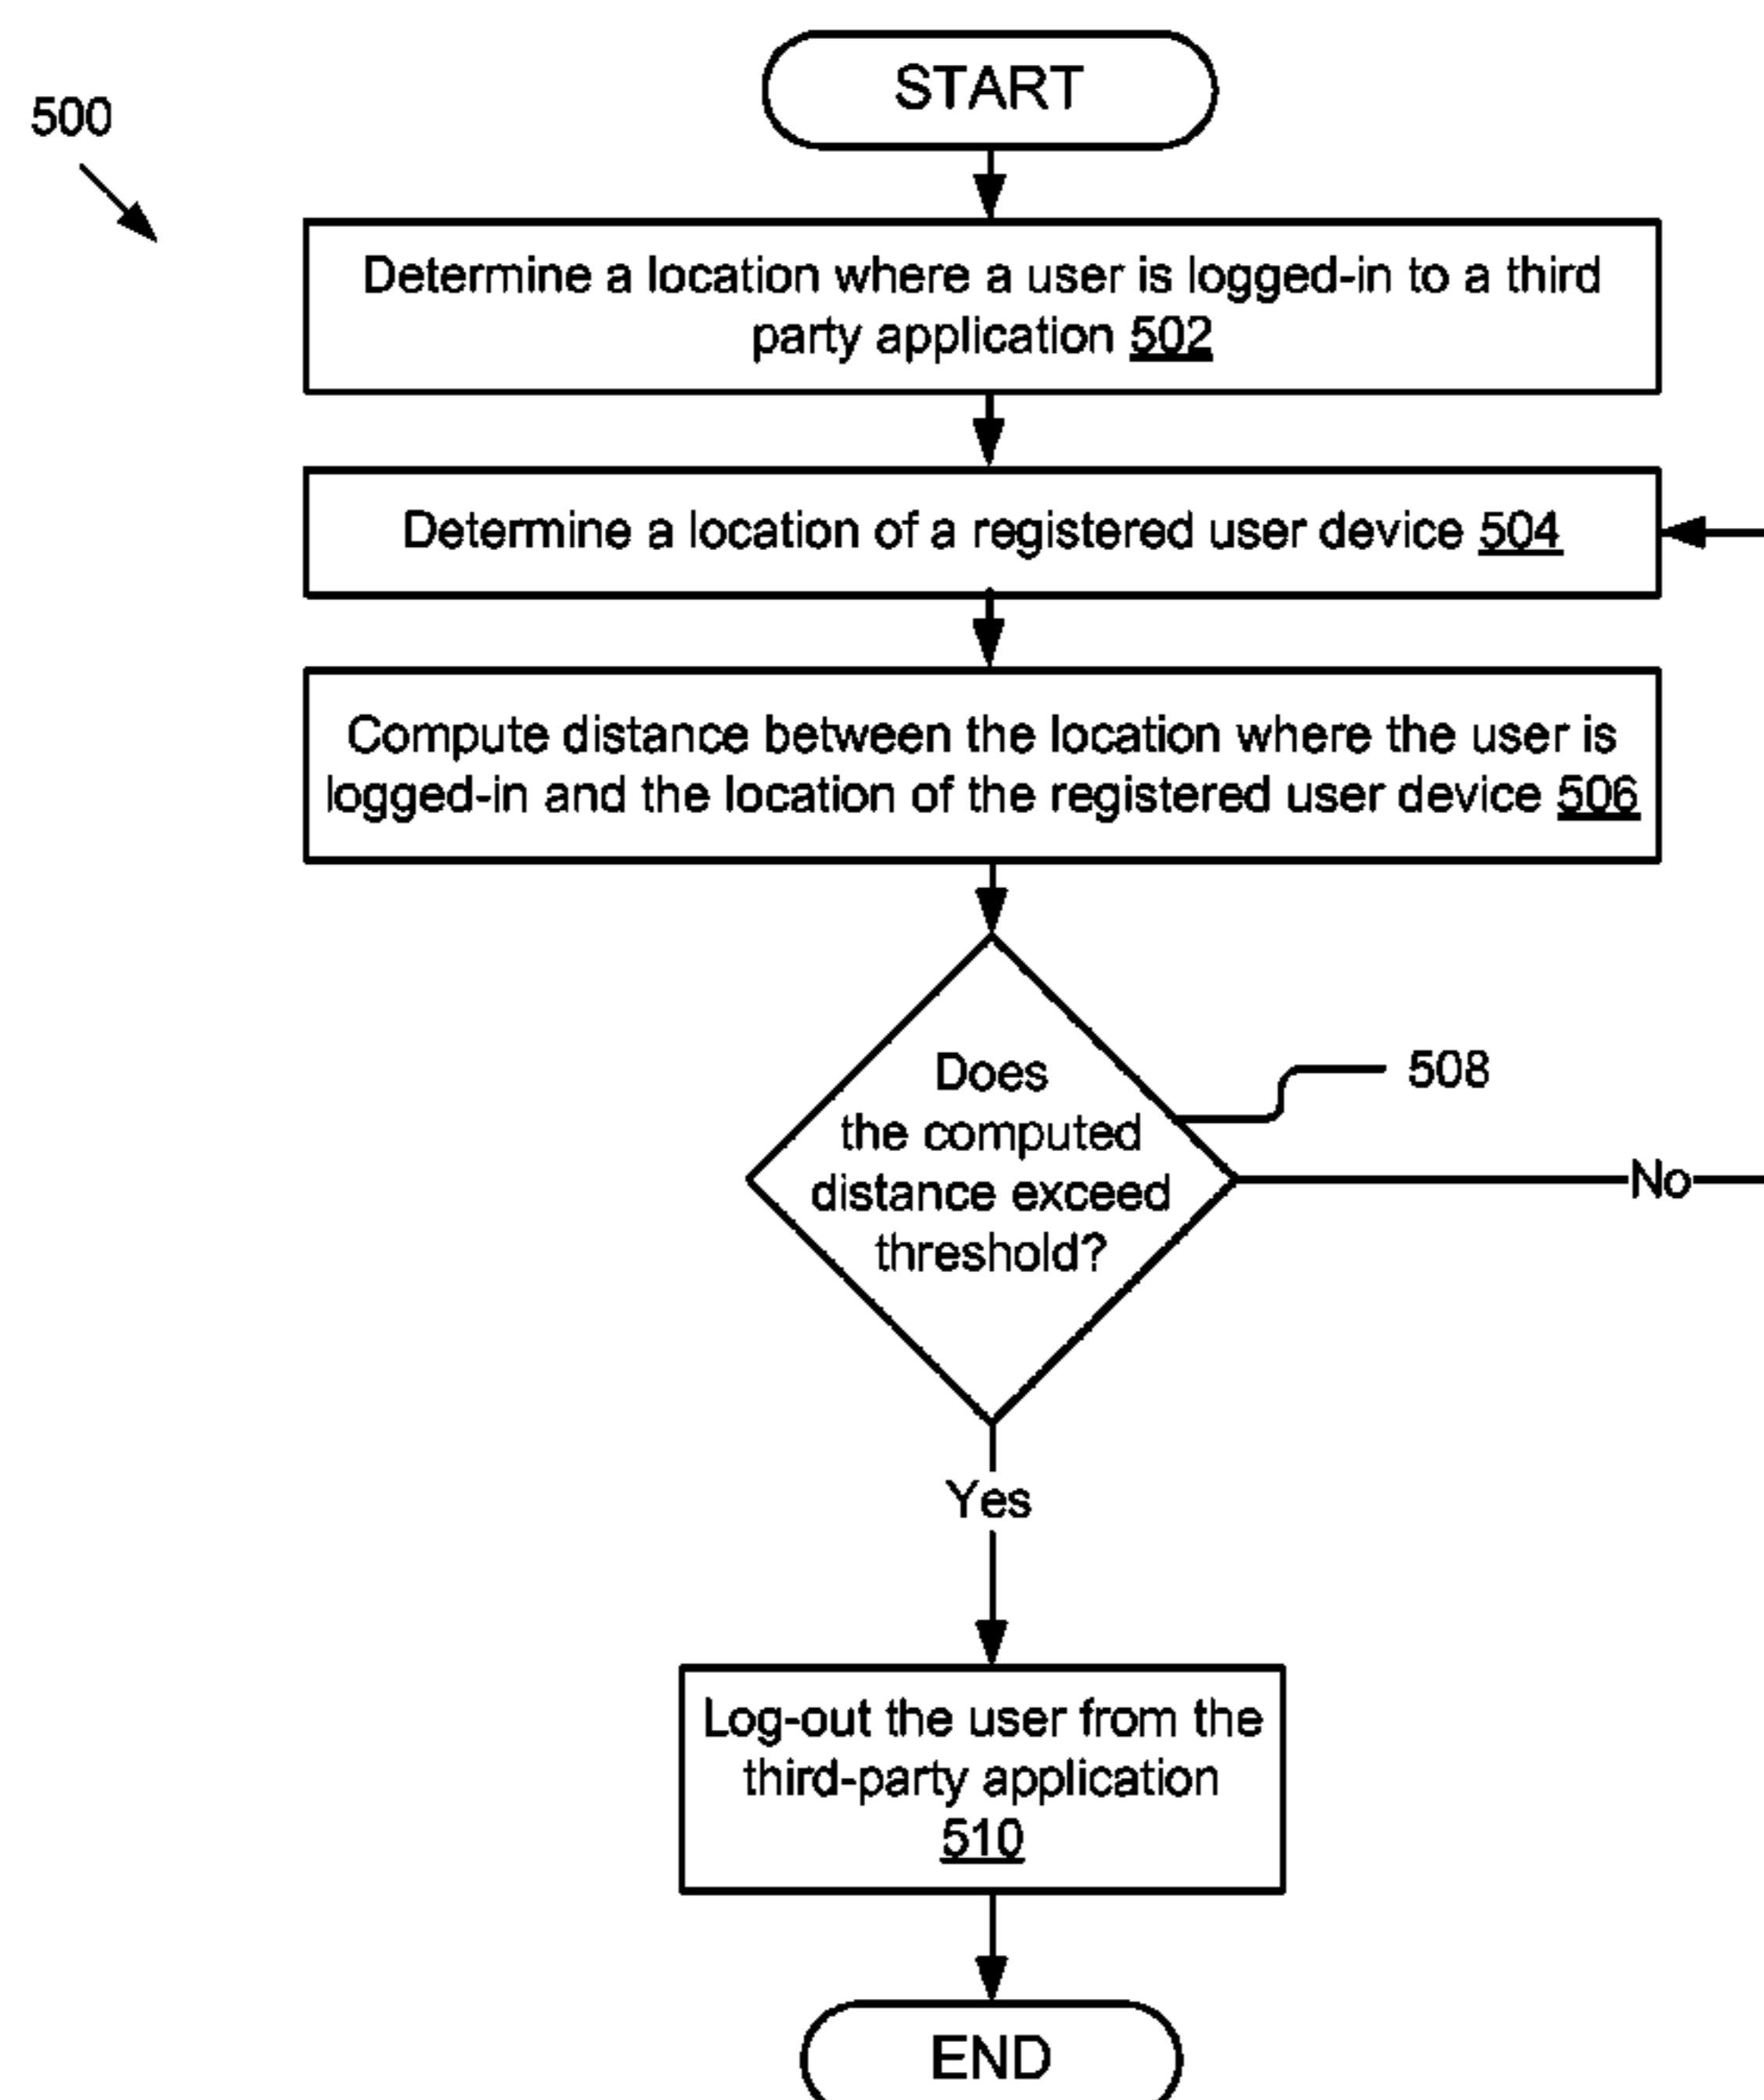 START
500
Determine a location where a user is logged-in to a third
party application 502
Determine a location of a registered user device 504
Compute distance between the location where the user is
logged-in and the location of the registered user device 506
Does
the computed
distance exceed
threshold?
508
No
Yes
Log-out the user from the
third-party application
510
END